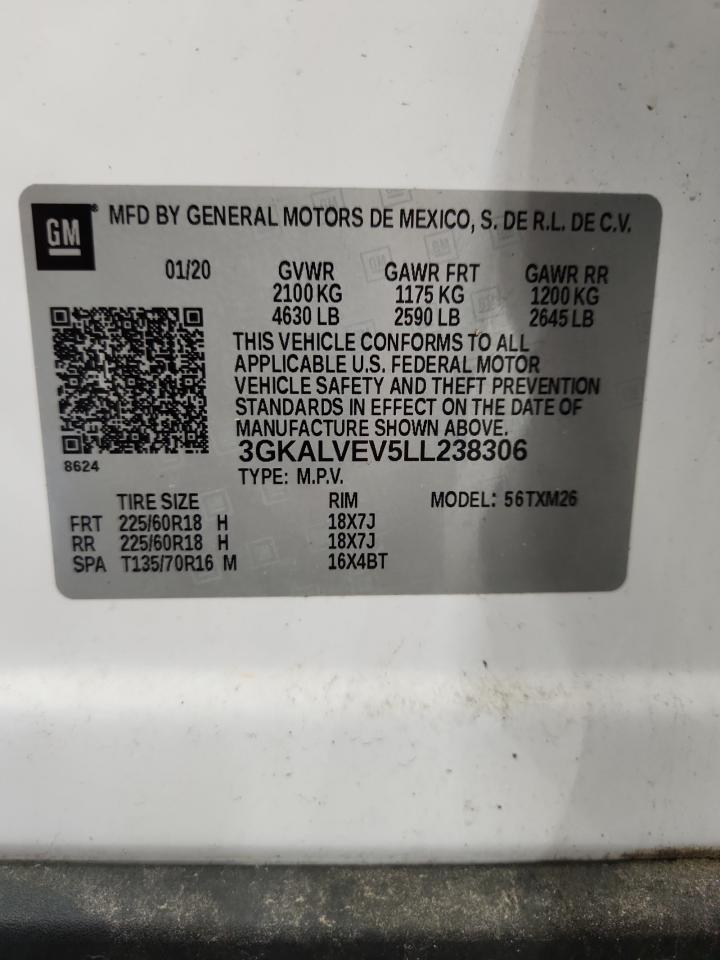 GM ® MFD BY GENERAL MOTORS DE MEXICO, S. DE R.L. DE C.V.
01/20 GVWR GAWR FRT GAWR RR
2100 KG 1175 KG 1200 KG
4630 LB 2590 LB 2645 LB
THIS VEHICLE CONFORMS TO ALL
APPLICABLE U.S. FEDERAL MOTOR
VEHICLE SAFETY AND THEFT PREVENTION
STANDARDS IN EFFECT ON THE DATE OF
MANUFACTURE SHOWN ABOVE.
3GKALVEV5LL238306
8624
TYPE: M.P.V.
TIRE SIZE RIM MODEL: 56TXM26
FRT 225/60R18 H 18X7J
RR 225/60R18 H 18X7J
SPA T135/70R16 M 16X4BT